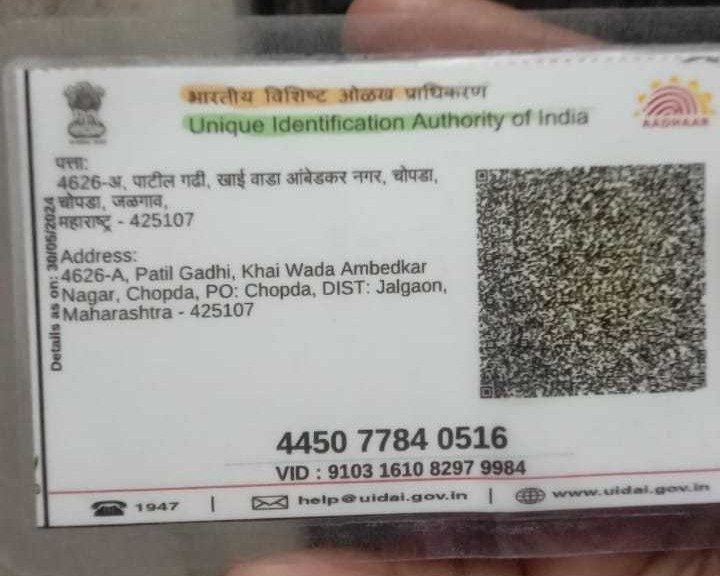 भारतीय विशिष्ट ओळख प्राधिकरण
Unique Identification Authority of India
AADHAAR
पत्ता:
4626-अ, पाटील गढी, खाई वाडा आंबेडकर नगर, चोपडा,
चोपडा, जळगाव,
महाराष्ट्र - 425107
Address:
4626-A, Patil Gadhi, Khai Wada Ambedkar
Nagar, Chopda, PO: Chopda, DIST: Jalgaon,
Maharashtra - 425107
Details as on: 30/05/2024
4450 7784 0516
VID : 9103 1610 8297 9984
1947 | help@uidai.gov.in | www.uidai.gov.in